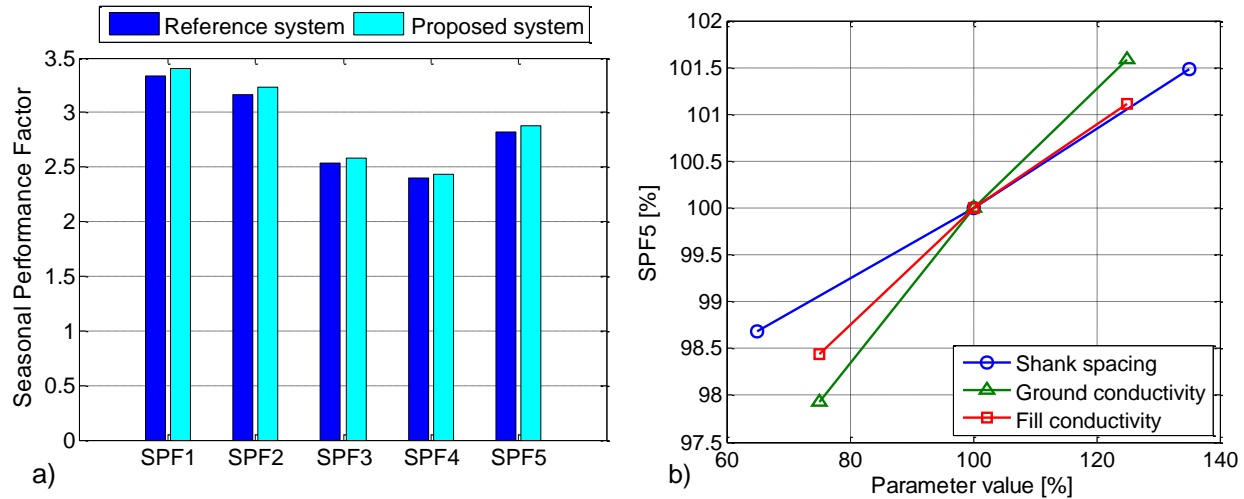 Reference system
Proposed system
3.5
3
2.5
2
1.5
1
0.5
0
Seasonal Performance Factor
SPF1
SPF2
SPF3
SPF4
SPF5
a)
102
101.5
101
100.5
100
99.5
99
98.5
98
97.5
SPF5 [%]
Shank spacing
Ground conductivity
Fill conductivity
60
80
100
120
140
Parameter value [%]
b)